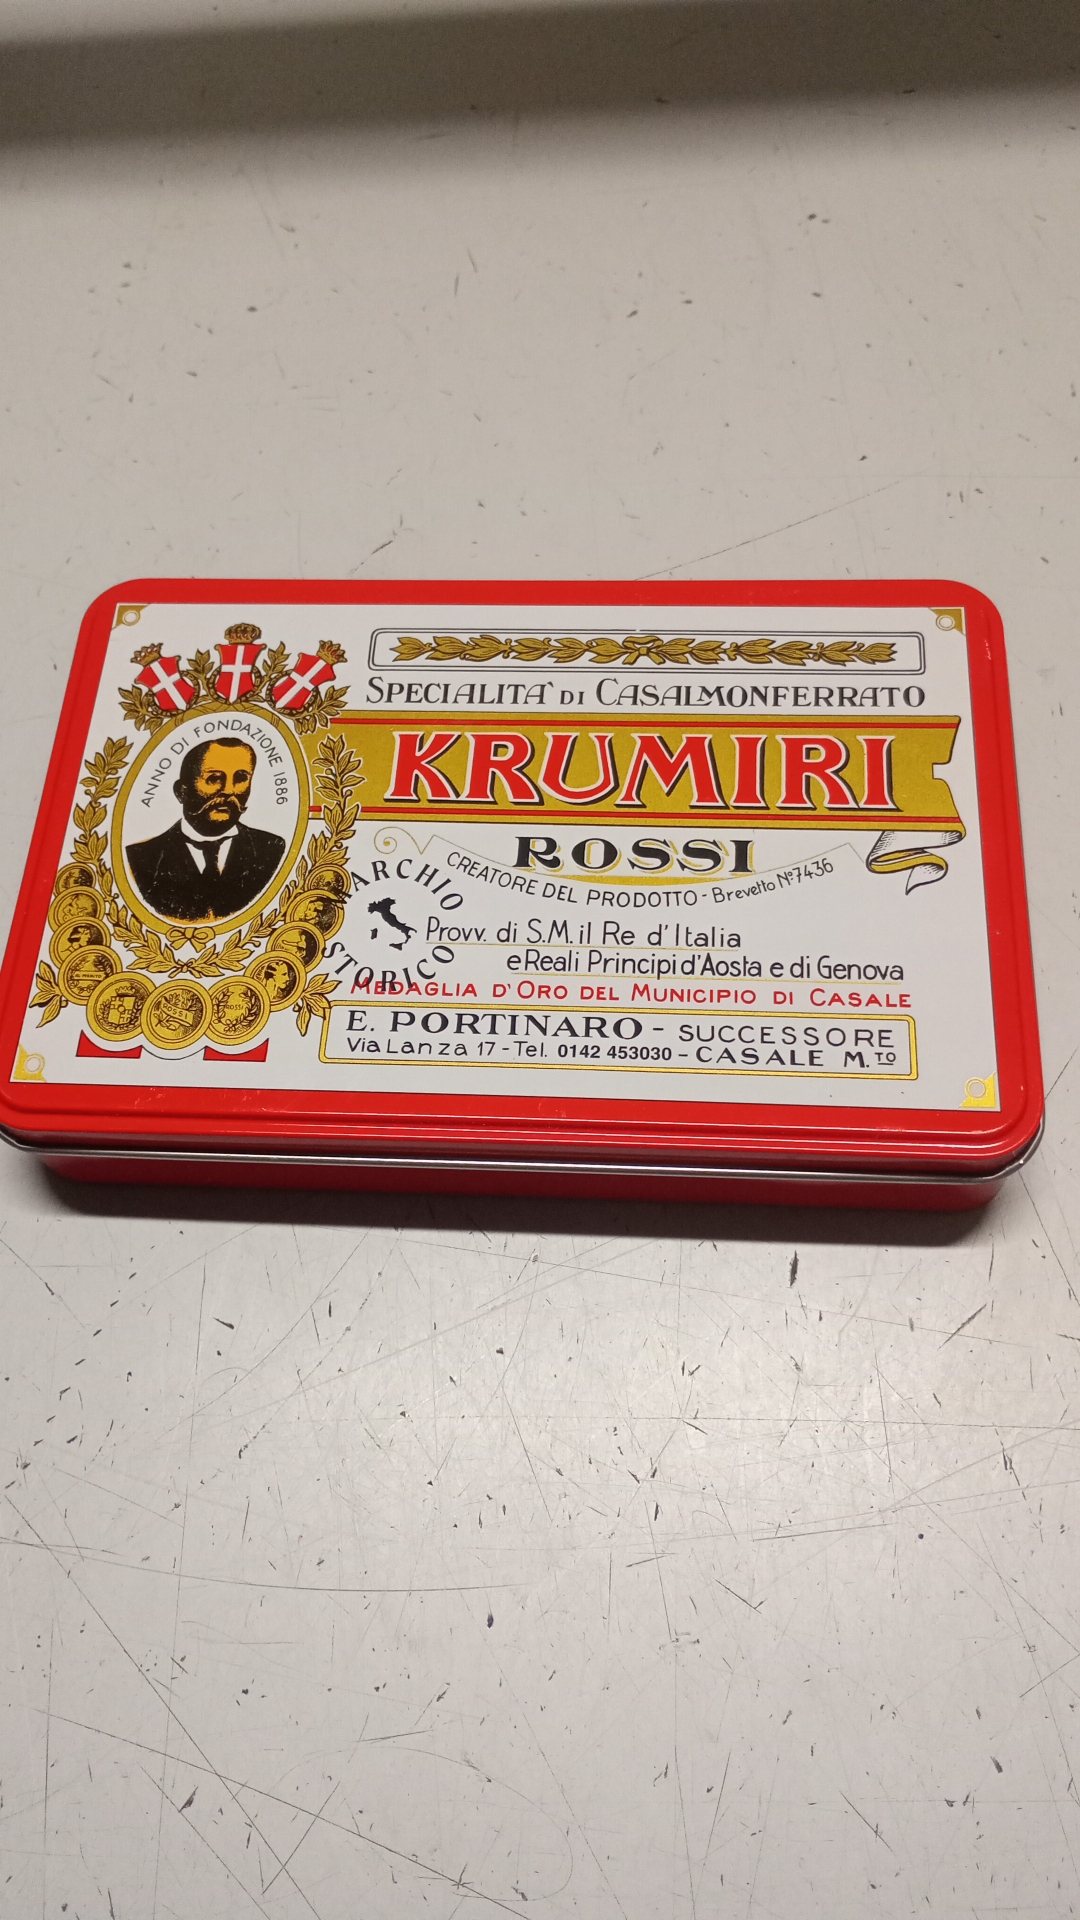 SPECIALITA' DI CASALMONFERRATO
ANNO DI FONDAZIONE 1886
KRUMIRI
ROSSI
CREATORE DEL PRODOTTO - Brevetto Nº 7436
MARCHIO
STORICO
Provv. di S.M. il Re d'Italia
e Reali Principi d'Aosta e di Genova
MEDAGLIA D'ORO DEL MUNICIPIO DI CASALE
E. PORTINARO - SUCCESSORE
Via Lanza 17 - Tel. 0142 453030 - CASALE M.TO
ROSSI